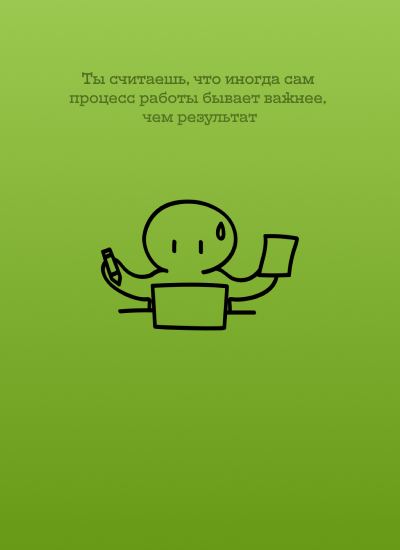 Ты считаешь, что иногда сам
процесс работы бывает важнее,
чем результат